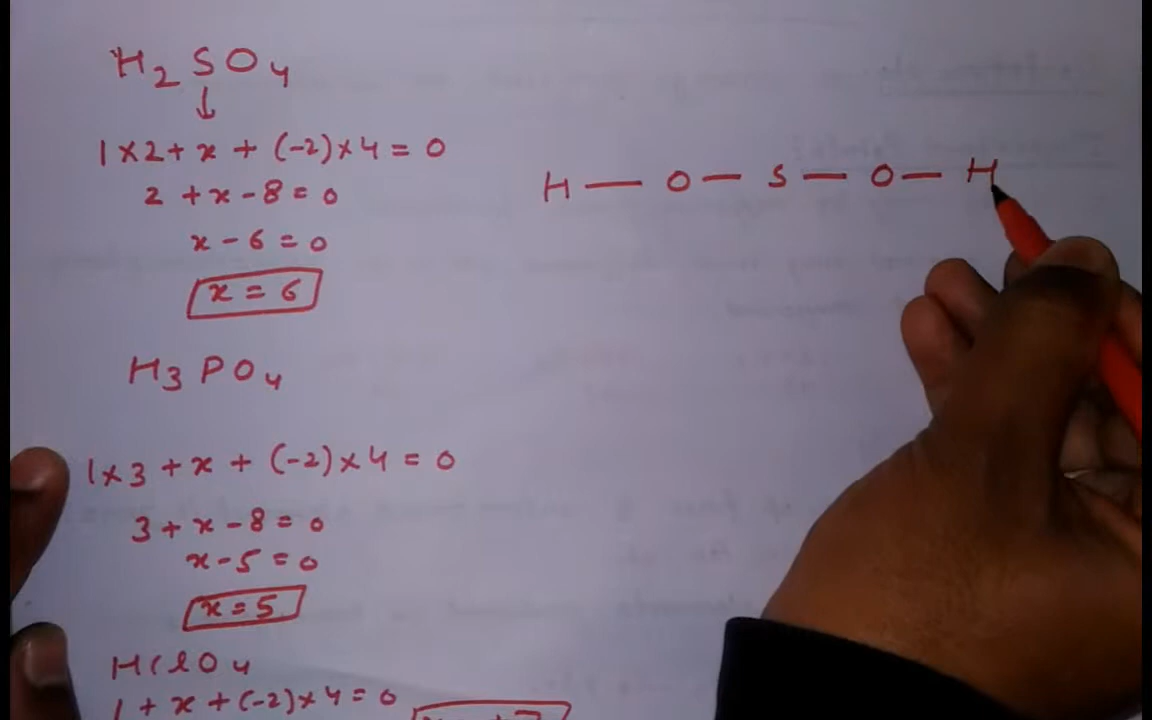 H₂SO₄
↓
1×2+x+(-2)×4=0
2+x-8=0
x-6=0
x=6
H₃PO₄
1×3+x+(-2)×4=0
3+x-8=0
x-5=0
x=5
HClO₄
1+x+(-2)×4=0
H—O—S—O—H